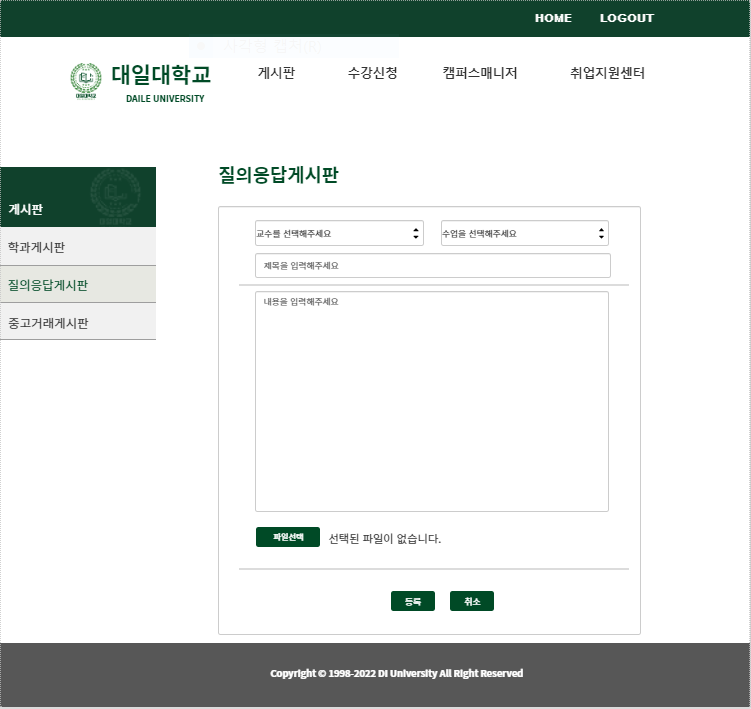 HOME LOGOUT
대일대학교
DAILE UNIVERSITY
게시판 수강신청 캠퍼스매니저 취업지원센터
게시판
학과게시판
질의응답게시판
중고거래게시판
질의응답게시판
교수를 선택해주세요 수업을 선택해주세요
제목을 입력해주세요
내용을 입력해주세요
파일선택 선택된 파일이 없습니다.
등록 취소
Copyright © 1998-2022 DI University All Right Reserved